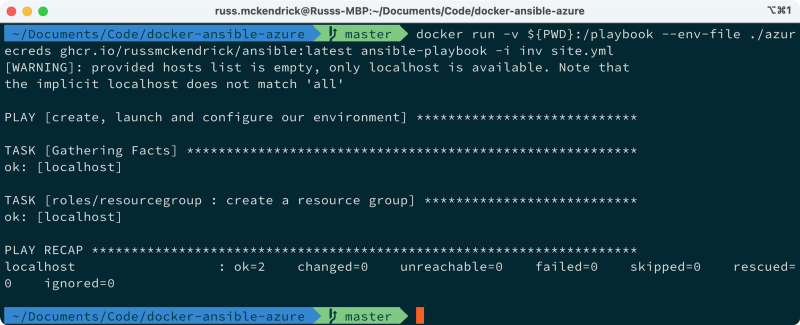 russ.mckendrick@Russs-MBP:~/Documents/Code/docker-ansible-azure
⌥⌘1
~/Documents/Code/docker-ansible-azure master docker run -v ${PWD}:/playbook --env-file ./azur
ecreds ghcr.io/russmckendrick/ansible:latest ansible-playbook -i inv site.yml
[WARNING]: provided hosts list is empty, only localhost is available. Note that
the implicit localhost does not match 'all'
PLAY [create, launch and configure our environment] ****************************
TASK [Gathering Facts] *********************************************************
ok: [localhost]
TASK [roles/resourcegroup : create a resource group] ***************************
ok: [localhost]
PLAY RECAP *********************************************************************
localhost                  : ok=2    changed=0    unreachable=0    failed=0    skipped=0    rescued=
0    ignored=0
~/Documents/Code/docker-ansible-azure master